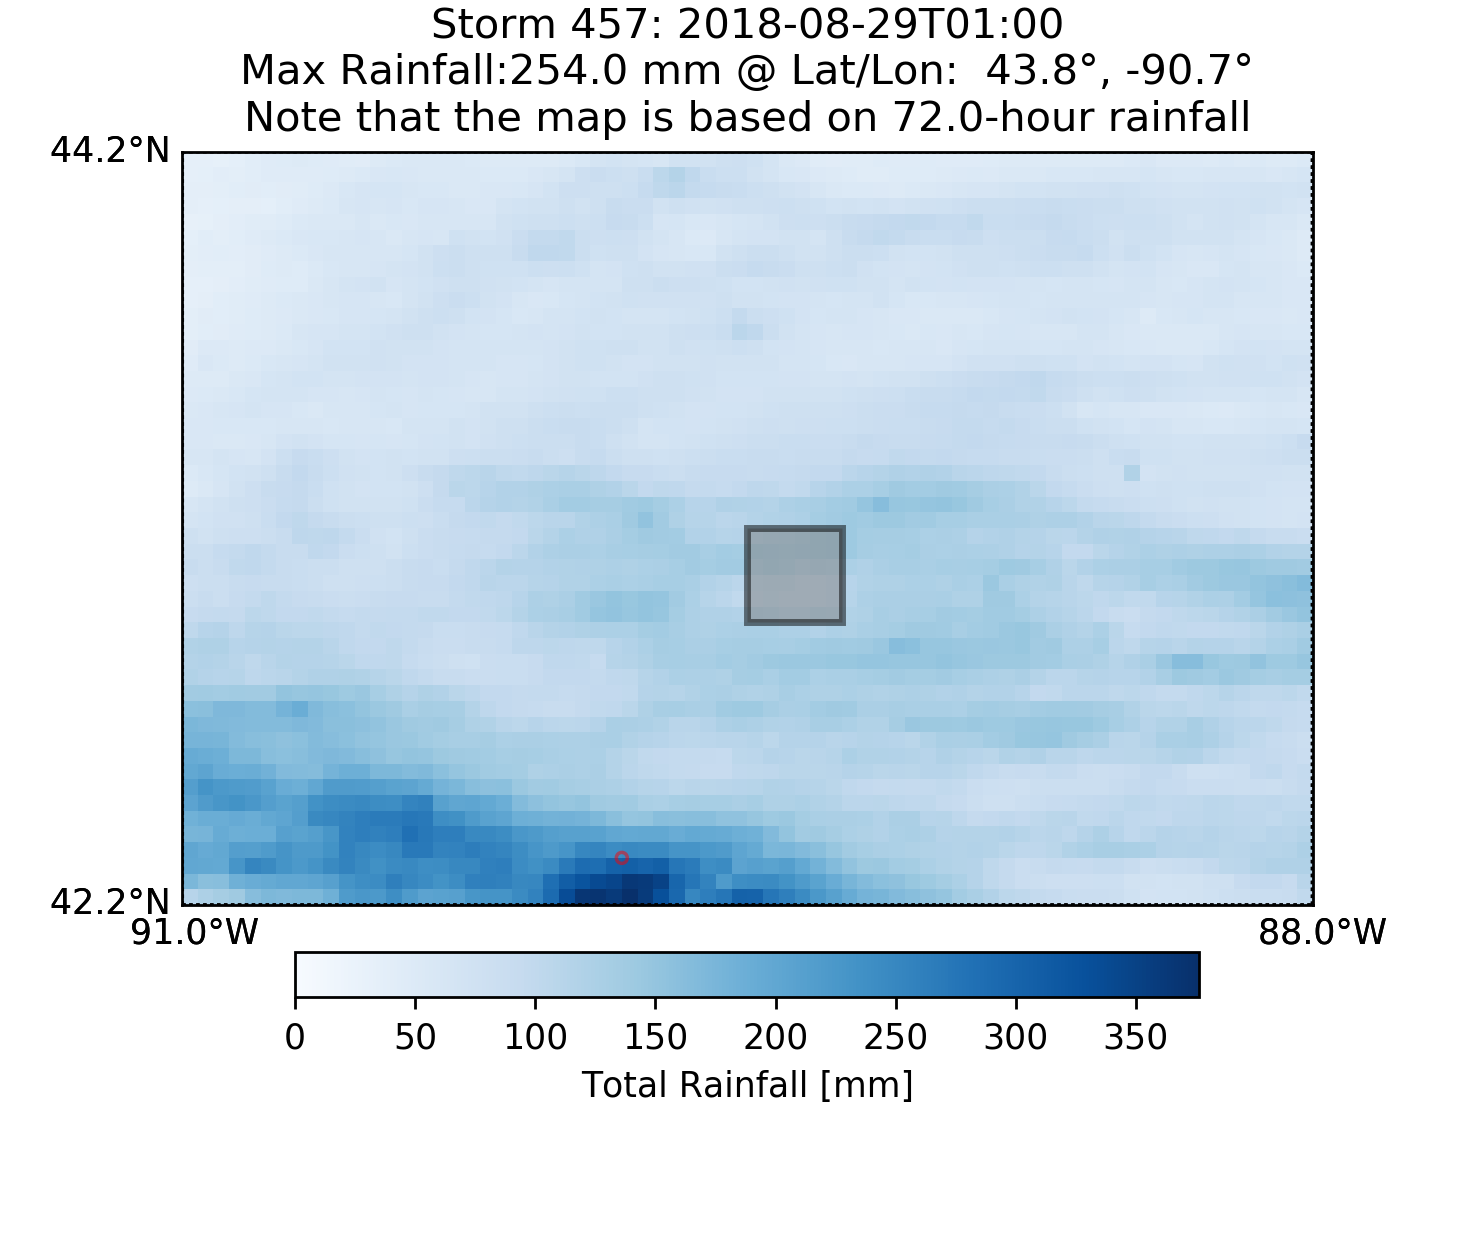 Storm 457: 2018-08-29T01:00
Max Rainfall:254.0 mm @ Lat/Lon:  43.8°, -90.7°
Note that the map is based on 72.0-hour rainfall
44.2°N
42.2°N
91.0°W 88.0°W
0 50 100 150 200 250 300 350
Total Rainfall [mm]